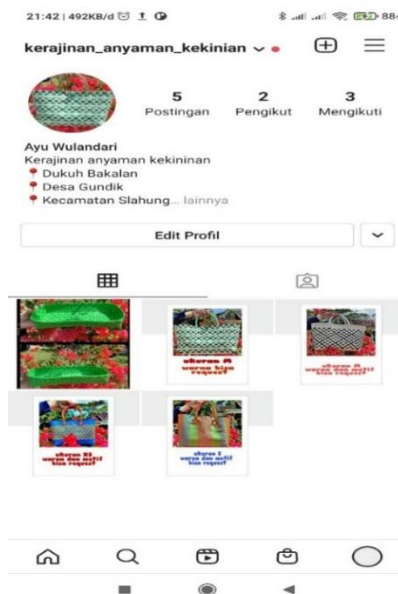 21:42 | 492KB/d
88
kerajinan_anyaman_kekinian
5 2 3
Postingan Pengikut Mengikuti
Ayu Wulandari
Kerajinan anyaman kekininan
Dukuh Bakalan
Desa Gundik
Kecamatan Slahung... lainnya
Edit Profil
ukuran M
warna bisa
request
ukuran M
warna dan motif
bisa request
ukuran
warna dan motif
bisa request
ukuran
warna dan motif
bisa request